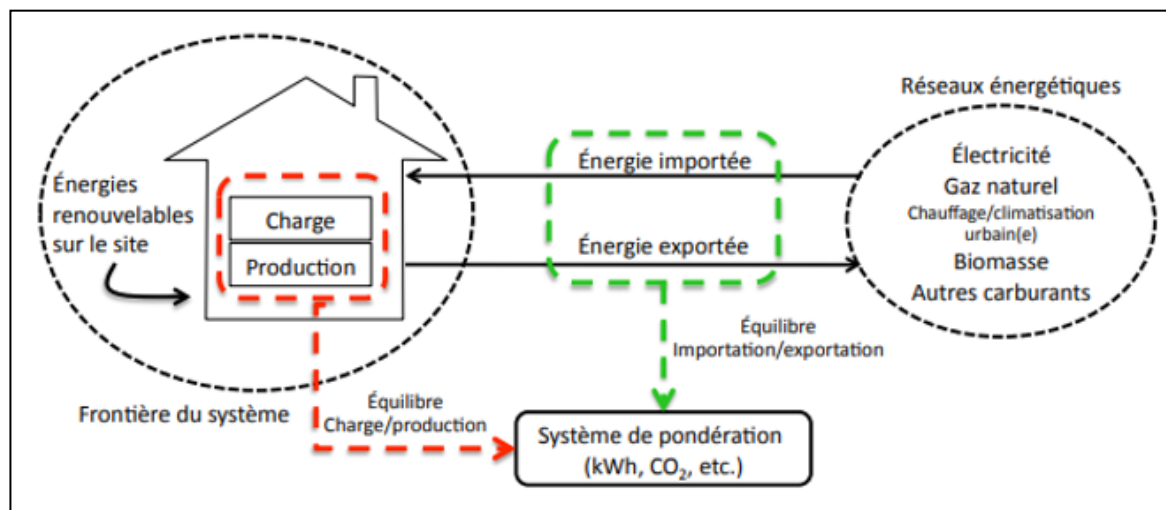 Réseaux énergétiques
Énergies
renouvelables
sur le site
Charge
Production
Énergie importée
Énergie exportée
Électricité
Gaz naturel
Chauffage/climatisation
urbain(e)
Biomasse
Autres carburants
Équilibre
Importation/exportation
Frontière du système
Équilibre
Charge/production
Système de pondération
(kWh, CO₂, etc.)